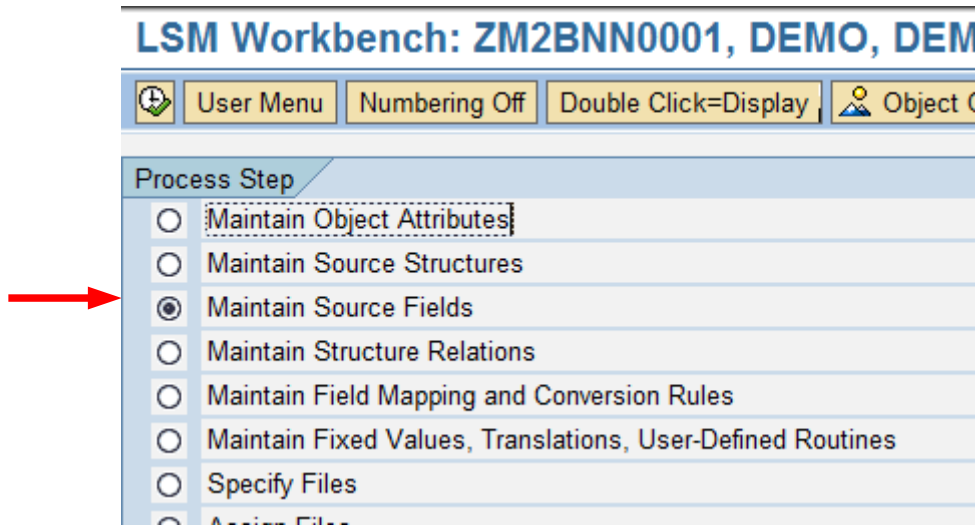 LSM Workbench: ZM2BNN0001, DEMO, DEM
User Menu Numbering Off Double Click=Display Object
Process Step
Maintain Object Attributes
Maintain Source Structures
Maintain Source Fields
Maintain Structure Relations
Maintain Field Mapping and Conversion Rules
Maintain Fixed Values, Translations, User-Defined Routines
Specify Files
Assign Files